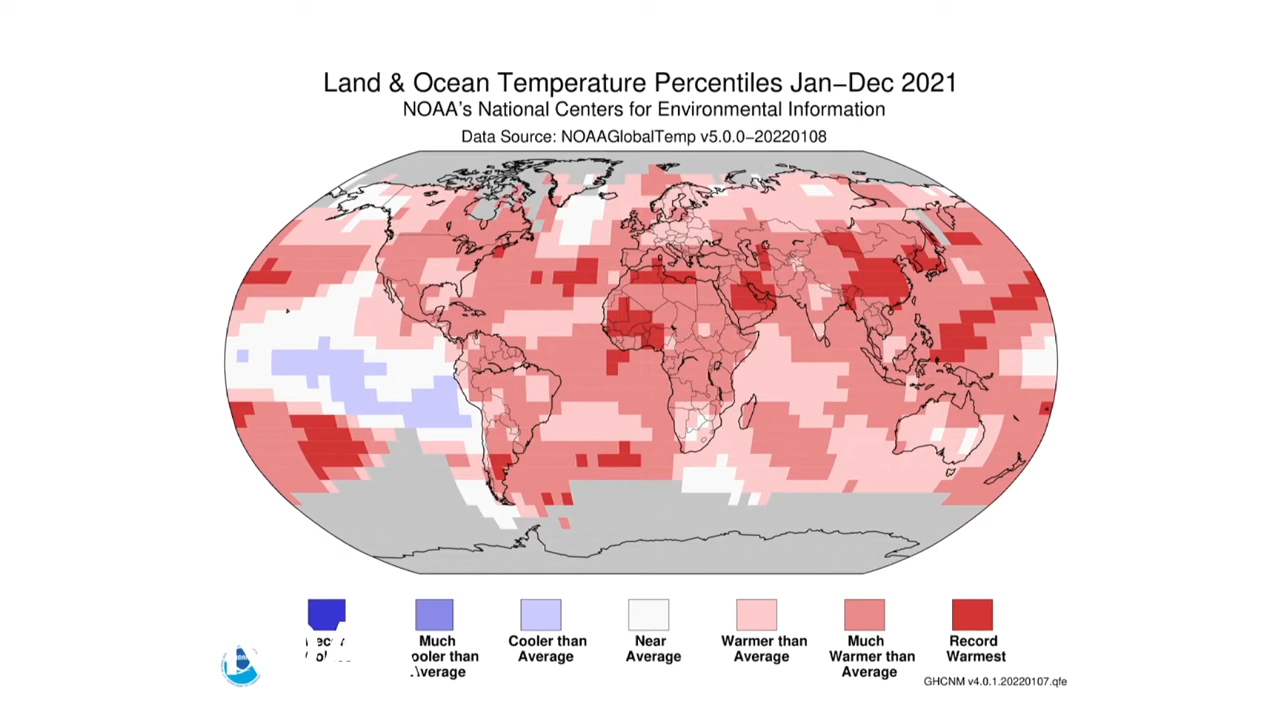 Land & Ocean Temperature Percentiles Jan–Dec 2021
NOAA's National Centers for Environmental Information
Data Source: NOAAGlobalTemp v5.0.0–20220108
Much
ooler than
Average
Cooler than
Average
Near
Average
Warmer than
Average
Much
Warmer than
Average
Record
Warmest
GHCNM v4.0.1.20220107.qfe